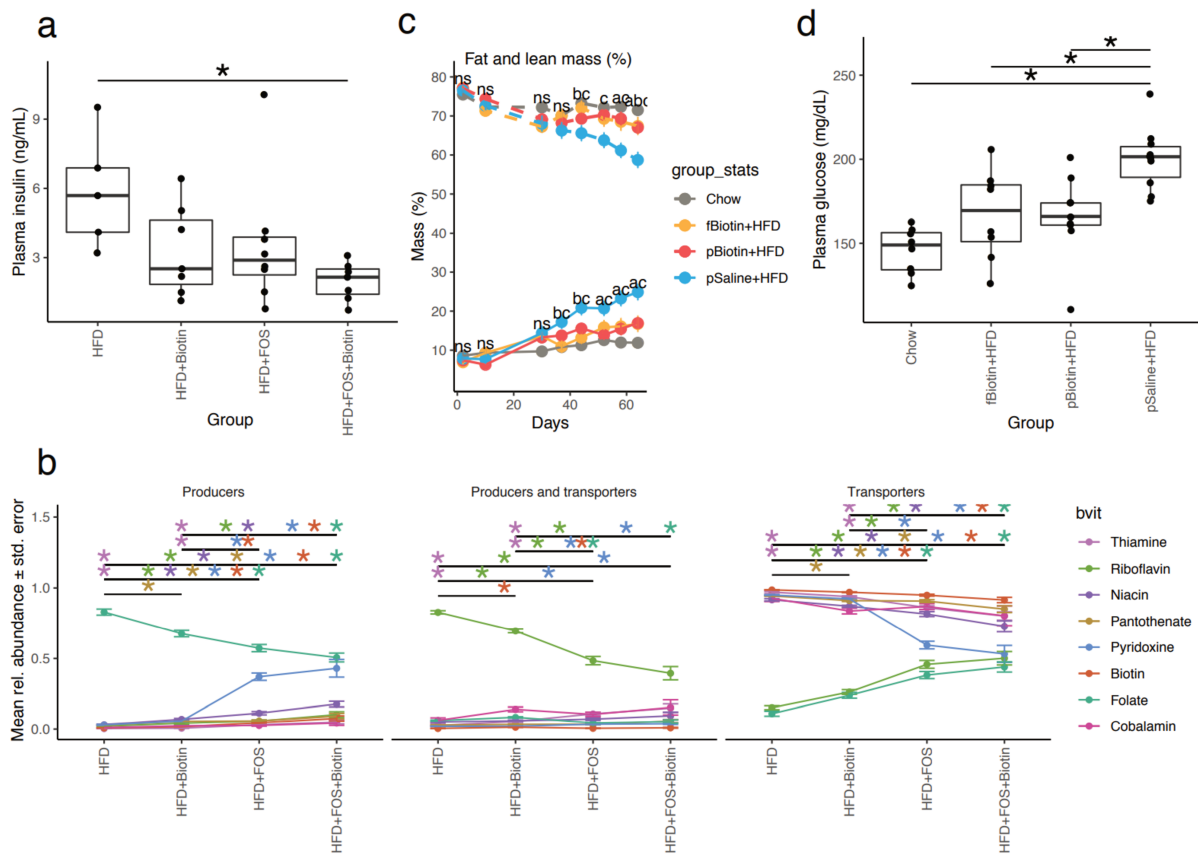 a
Plasma insulin (ng/mL)
9
6
3
*
HFD
HFD+Biotin
HFD+FOS
HFD+FOS+Biotin
Group
c
Fat and lean mass (%)
Mass (%)
80
70
60
50
40
30
20
10
ns
ns
ns
ns
bc
c
ac
abc
ns
ns
ns
bc
bc
ac
ac
ac
0
20
40
60
Days
group_stats
Chow
fBiotin+HFD
pBiotin+HFD
pSaline+HFD
d
Plasma glucose (mg/dL)
250
200
150
*
*
*
Chow
fBiotin+HFD
pBiotin+HFD
pSaline+HFD
Group
b
Mean rel. abundance ± std. error
1.5
1.0
0.5
0.0
Producers
* * * * * *
* * *
* * * * * * *
* * * * * * * *
*
HFD
HFD+Biotin
HFD+FOS
HFD+FOS+Biotin
Producers and transporters
* * * *
* * * * *
* * *
* * *
*
HFD
HFD+Biotin
HFD+FOS
HFD+FOS+Biotin
Transporters
* * * * * *
* * *
* * * * * * *
* * * * * * *
*
HFD
HFD+Biotin
HFD+FOS
HFD+FOS+Biotin
bvit
Thiamine
Riboflavin
Niacin
Pantothenate
Pyridoxine
Biotin
Folate
Cobalamin